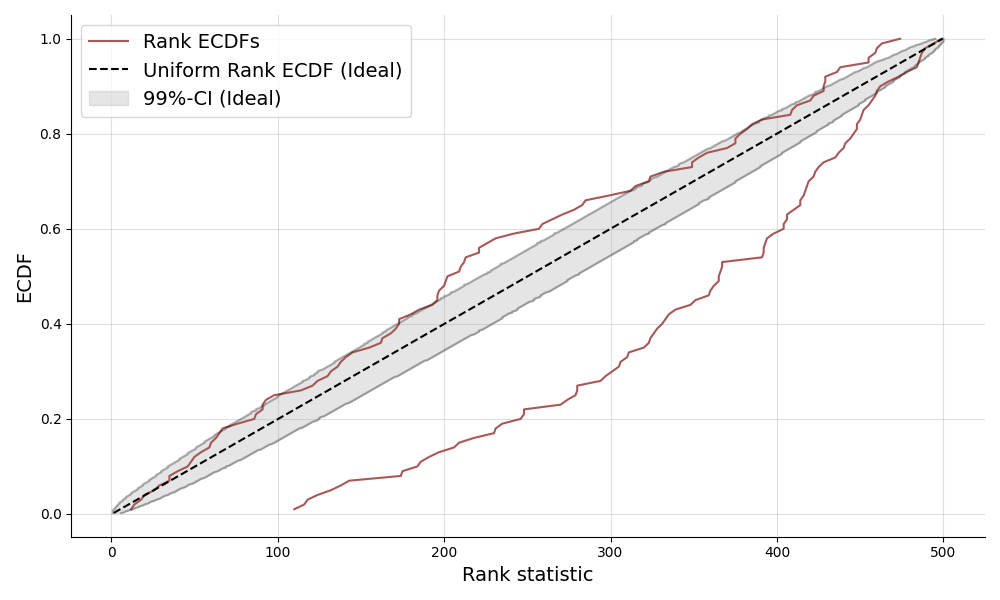 Rank ECDFs
Uniform Rank ECDF (Ideal)
99%-CI (Ideal)
1.0
0.8
0.6
0.4
0.2
0.0
ECDF
0 100 200 300 400 500
Rank statistic